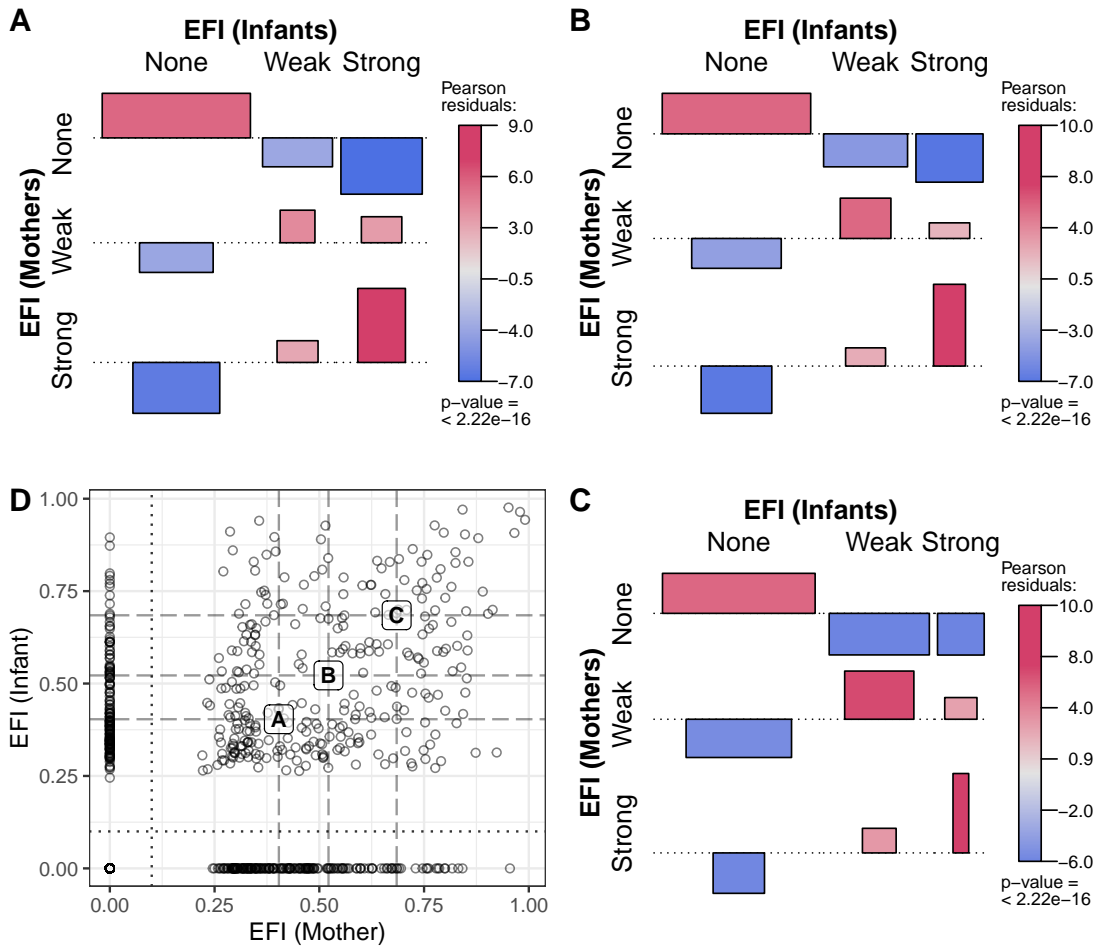 A
EFI (Infants)
None Weak Strong
EFI (Mothers)
None
Weak
Strong
Pearson
residuals:
9.0
6.0
3.0
−0.5
−4.0
−7.0
p−value =
< 2.22e−16
B
EFI (Infants)
None Weak Strong
EFI (Mothers)
None
Weak
Strong
Pearson
residuals:
10.0
8.0
4.0
0.5
−3.0
−7.0
p−value =
< 2.22e−16
D
EFI (Infant)
1.00
0.75
0.50
0.25
0.00
C
B
A
0.00 0.25 0.50 0.75 1.00
EFI (Mother)
C
EFI (Infants)
None Weak Strong
EFI (Mothers)
None
Weak
Strong
Pearson
residuals:
10.0
8.0
4.0
0.9
−2.0
−6.0
p−value =
< 2.22e−16